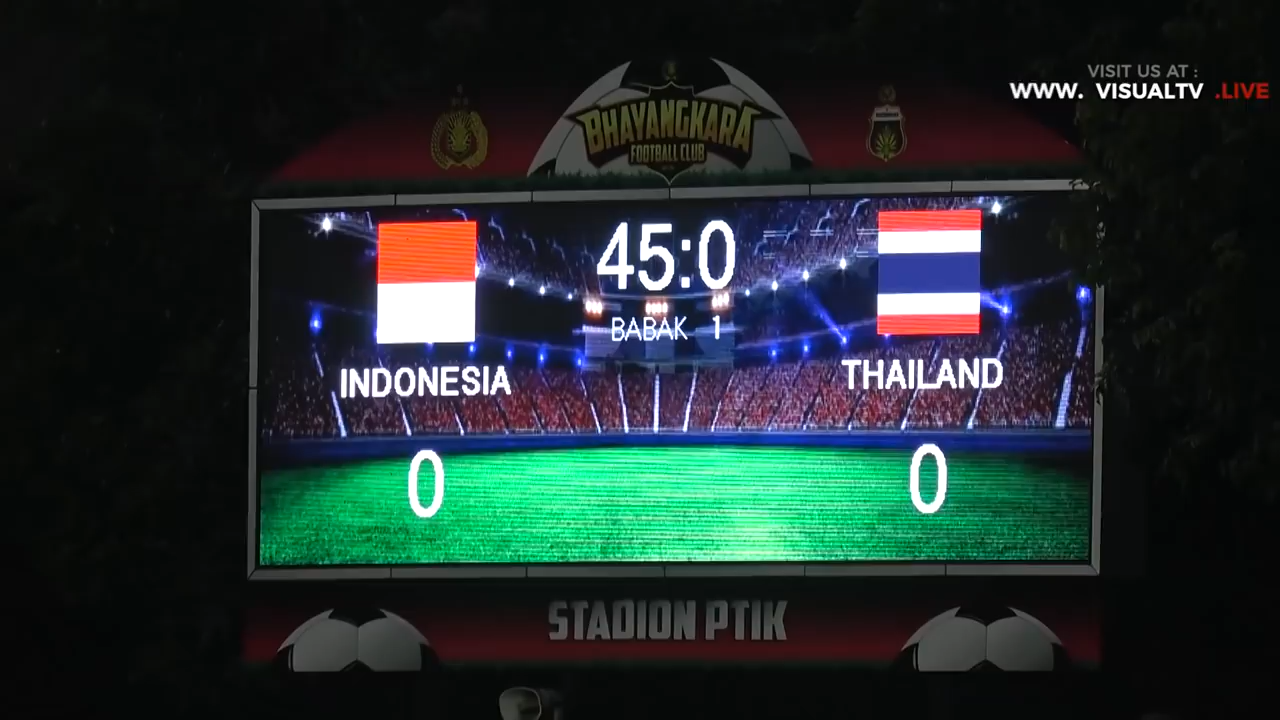 VISIT US AT :
WWW. VISUALTV .LIVE
BHAYANGKARA
FOOTBALL CLUB
45:0
BABAK 1
INDONESIA
THAILAND
0
0
STADION PTIK